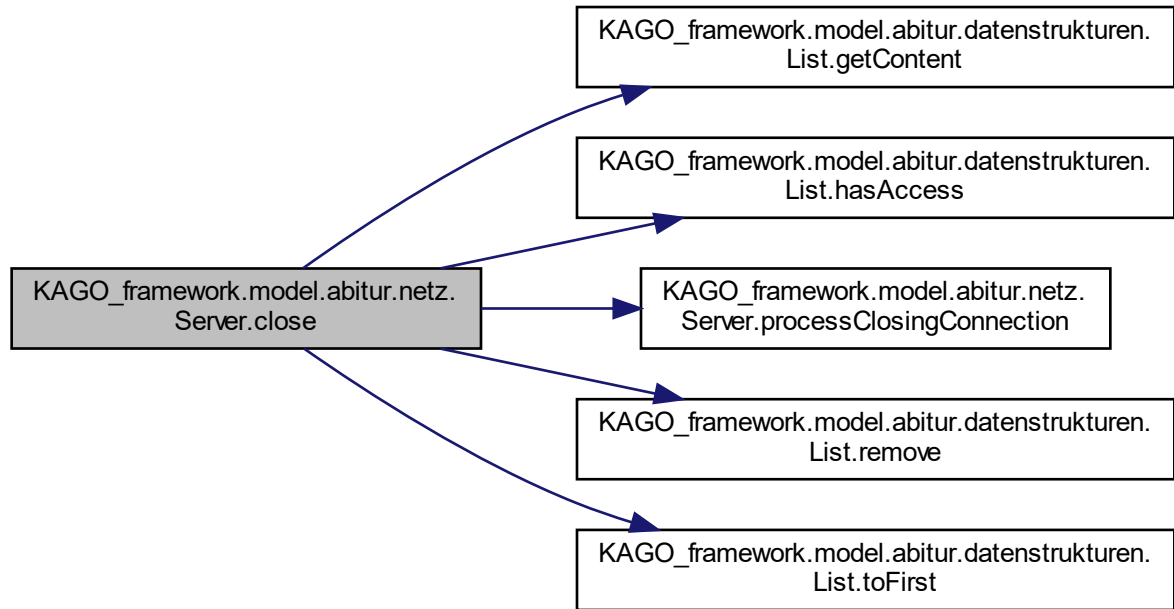 KAGO_framework.model.abitur.datenstrukturen.
List.getContent
KAGO_framework.model.abitur.datenstrukturen.
List.hasAccess
KAGO_framework.model.abitur.netz.
Server.close
KAGO_framework.model.abitur.netz.
Server.processClosingConnection
KAGO_framework.model.abitur.datenstrukturen.
List.remove
KAGO_framework.model.abitur.datenstrukturen.
List.toFirst